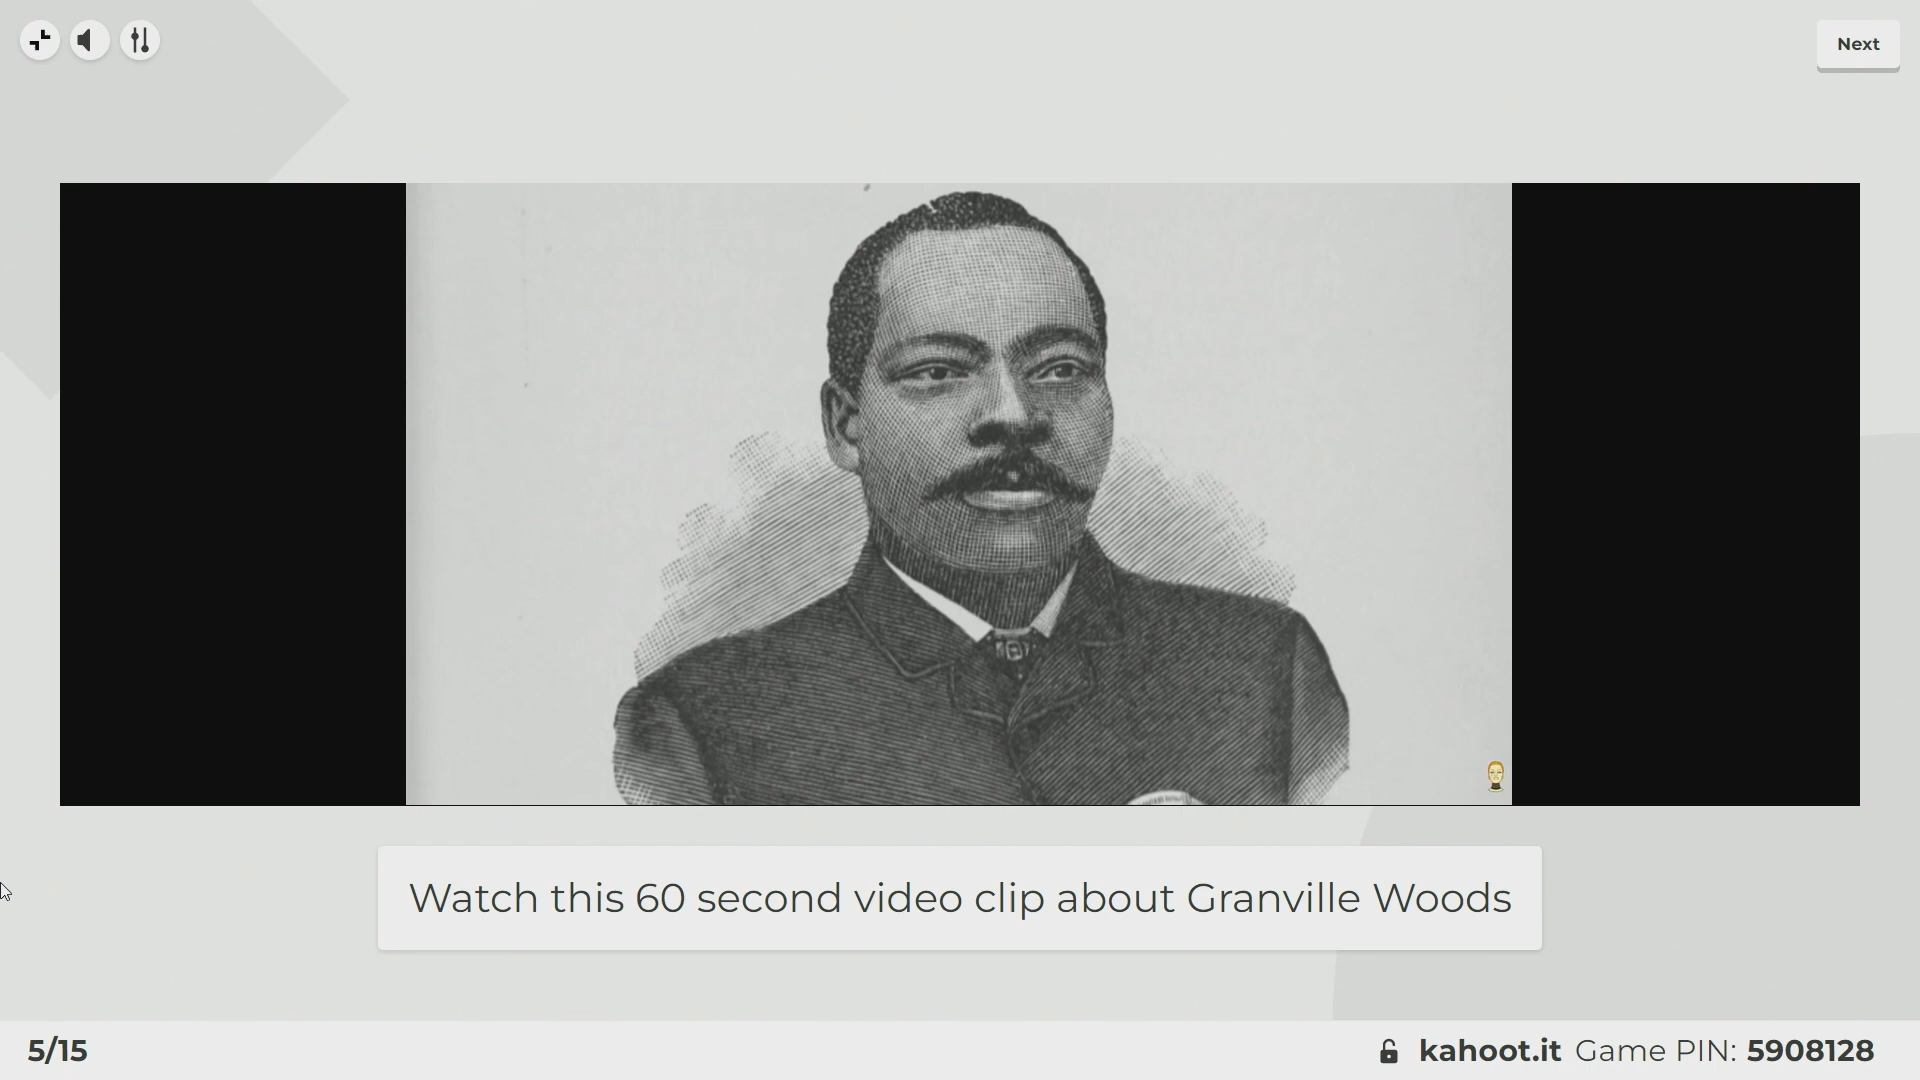 Next
Watch this 60 second video clip about Granville Woods
5/15
kahoot.it Game PIN: 5908128